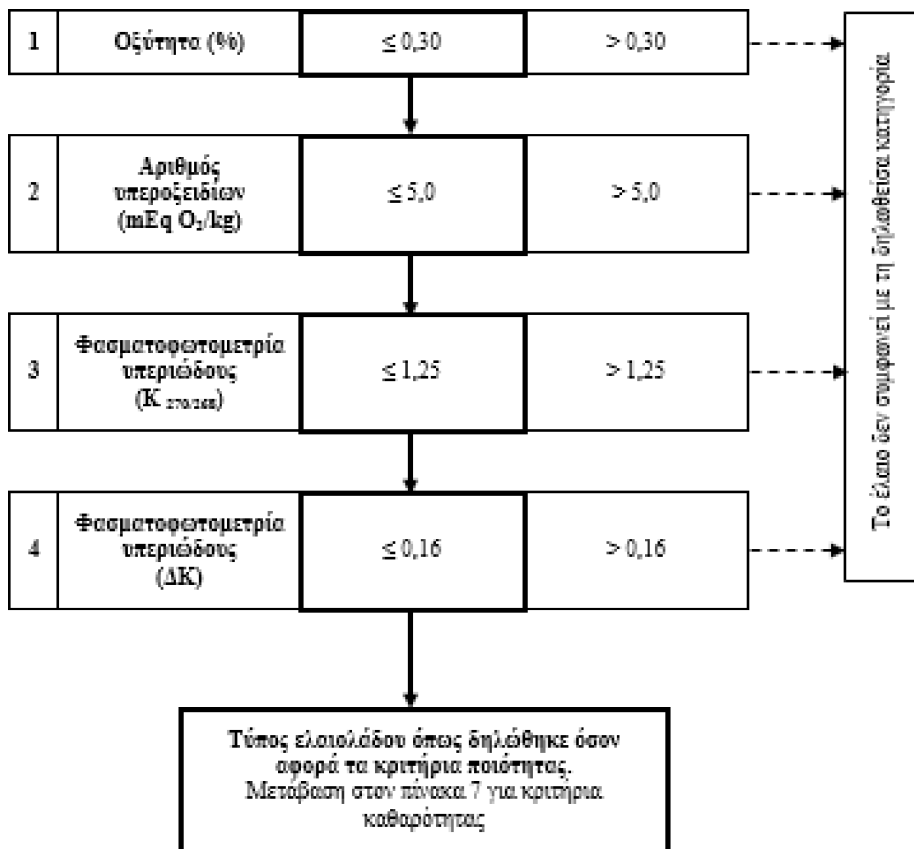 1 Οξύτητα (%) ≤ 0,30 > 0,30
2 Αριθμός
υπεροξειδίων
(mEq O₂/kg) ≤ 5,0 > 5,0
3 Φασματοφωτομετρία
υπεριώδους
(K 270/268) ≤ 1,25 > 1,25
4 Φασματοφωτομετρία
υπεριώδους
(ΔΚ) ≤ 0,16 > 0,16
Το έλαιο δεν συμφωνεί με τη δηλωθείσα κατηγορία
Τύπος ελαιολάδου όπως δηλώθηκε όσον
αφορά τα κριτήρια ποιότητας.
Μετάβαση στον πίνακα 7 για κριτήρια
καθαρότητας